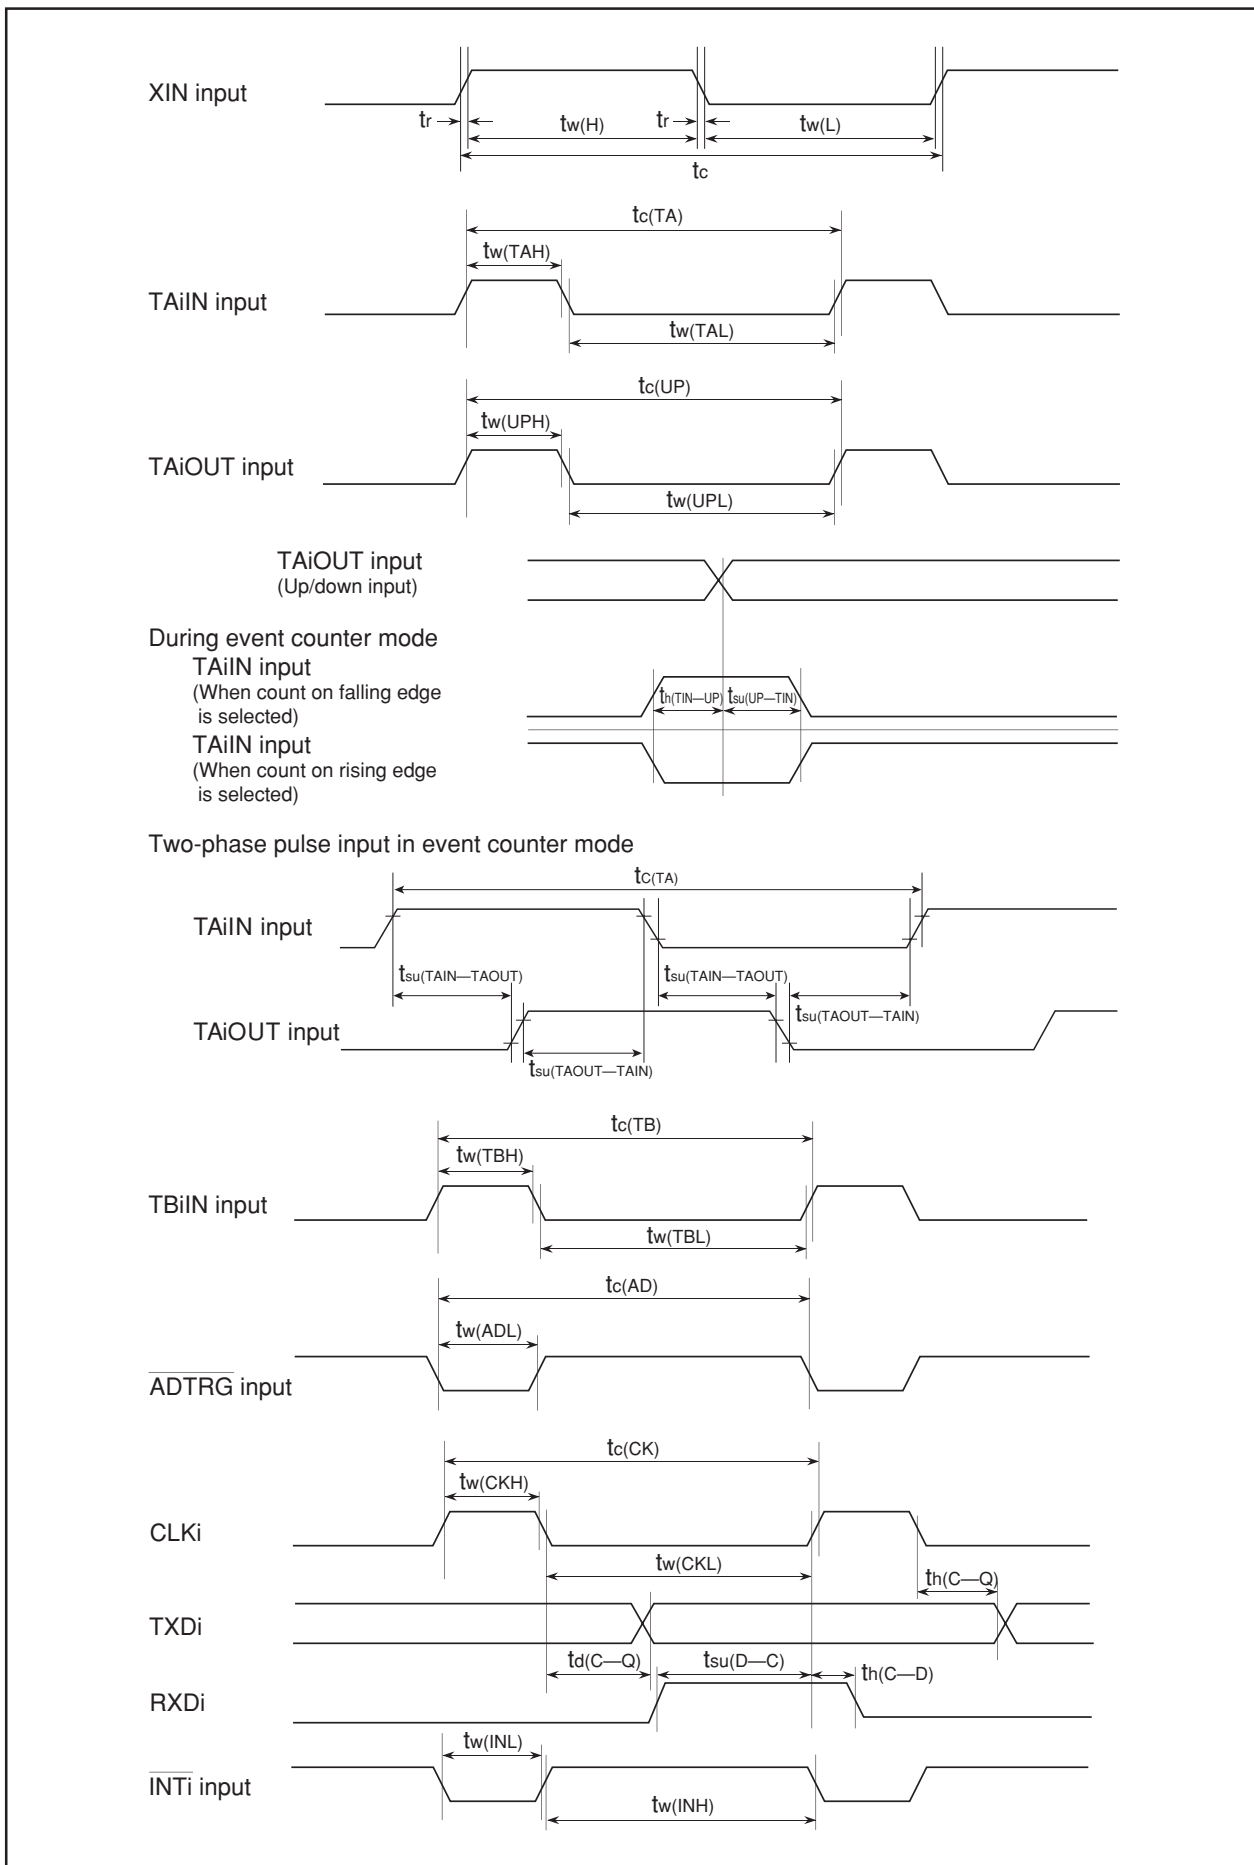 XIN input
tr
tw(H)
tr
tw(L)
tc
tc(TA)
tw(TAH)
TAiIN input
tw(TAL)
tc(UP)
tw(UPH)
TAiOUT input
tw(UPL)
TAiOUT input
(Up/down input)
During event counter mode
TAiIN input
(When count on falling edge
is selected)
th(TIN—UP)
tsu(UP—TIN)
TAiIN input
(When count on rising edge
is selected)
Two-phase pulse input in event counter mode
tC(TA)
TAiIN input
tsu(TAIN—TAOUT)
tsu(TAIN—TAOUT)
tsu(TAOUT—TAIN)
TAiOUT input
tsu(TAOUT—TAIN)
tc(TB)
tw(TBH)
TBiIN input
tw(TBL)
tc(AD)
tw(ADL)
ADTRG input
tc(CK)
tw(CKH)
CLKi
tw(CKL)
th(C—Q)
TXDi
td(C—Q)
tsu(D—C)
th(C—D)
RXDi
tw(INL)
INTi input
tw(INH)